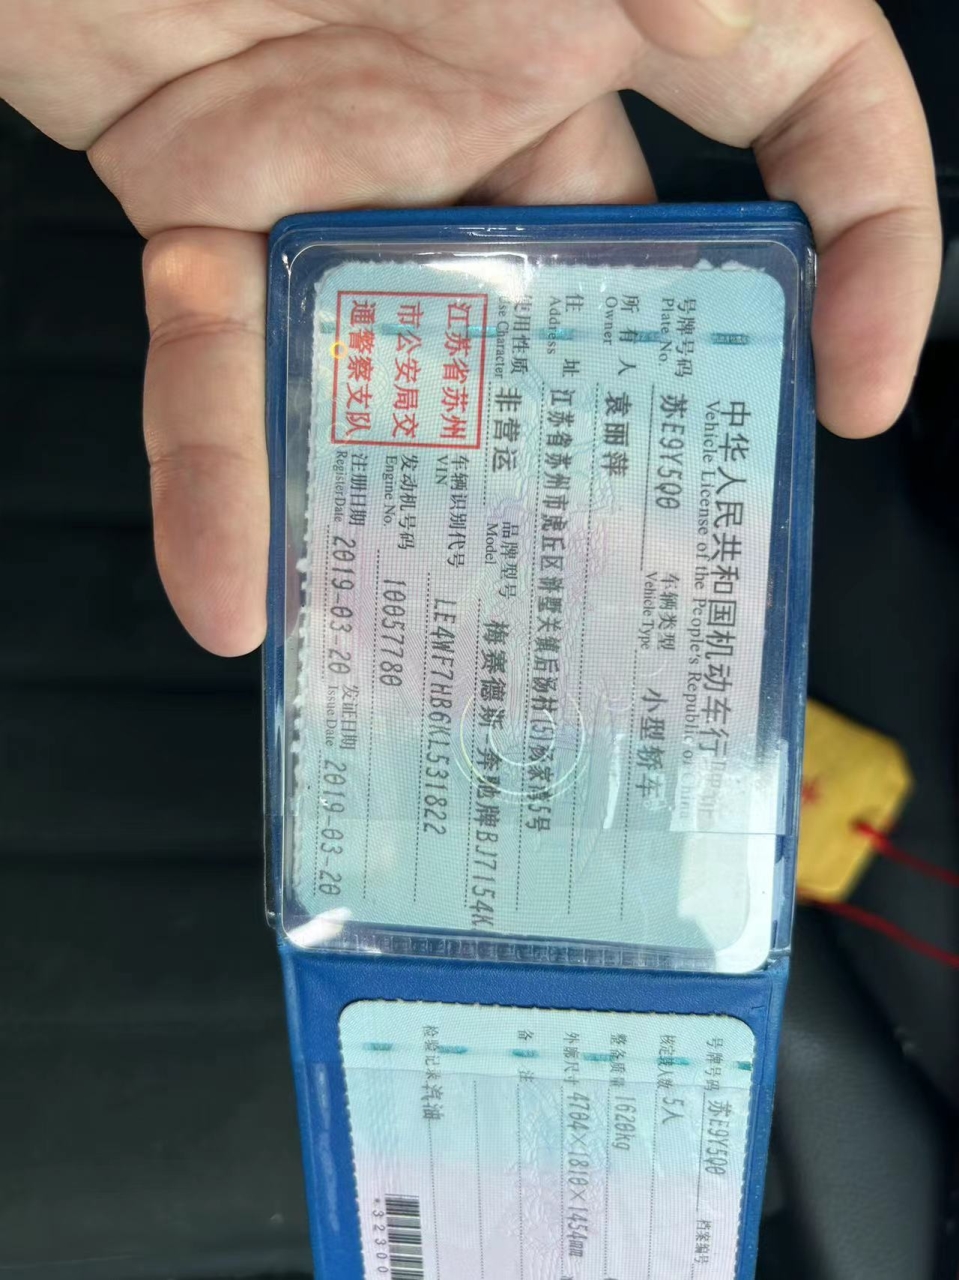 中华人民共和国机动车行
Vehicle License of the People's Republic of China
号牌号码 苏E9Y5Q0 车辆类型 小型轿车
Plate No. Vehicle Type
所有人 袁丽萍
Owner
住址 江苏省苏州市虎丘区浒墅关镇后汤村(5)杨家湾5号
Address
使用性质 非营运 品牌型号 梅赛德斯-奔驰牌BJ7154K
Use Character Model
江苏省苏州
市公安局交
通警察支队
车辆识别代号 LE4WF7HB6KL531822
VIN
发动机号码 10057780
Engine No.
注册日期 2019-03-20 发证日期 2019-03-20
Register Date Issue Date
号牌号码 苏E9Y5Q0 档案编号
核定载人数 5人
整备质量 1620kg
外廓尺寸 4704×1810×1454mm
备注
检验记录 汽油
*32300